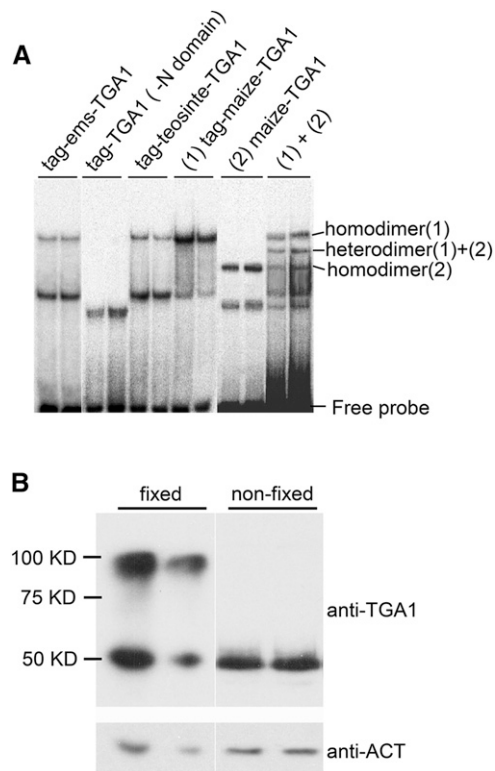 A
tag-ems-TGA1
tag-TGA1 ( -N domain)
tag-teosinte-TGA1
(1) tag-maize-TGA1
(2) maize-TGA1
(1) + (2)
homodimer(1)
heterodimer(1)+(2)
homodimer(2)
Free probe
B
fixed
non-fixed
100 KD
75 KD
50 KD
anti-TGA1
anti-ACT